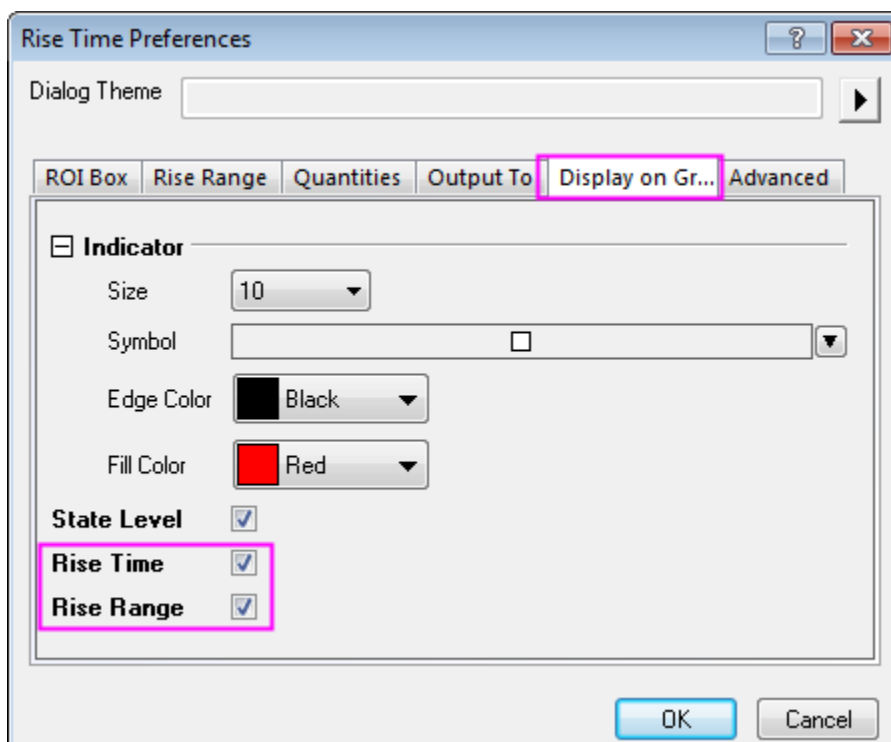 Rise Time Preferences
Dialog Theme
ROI Box Rise Range Quantities Output To Display on Gr... Advanced
Indicator
Size 10
Symbol
Edge Color Black
Fill Color Red
State Level
Rise Time
Rise Range
OK Cancel